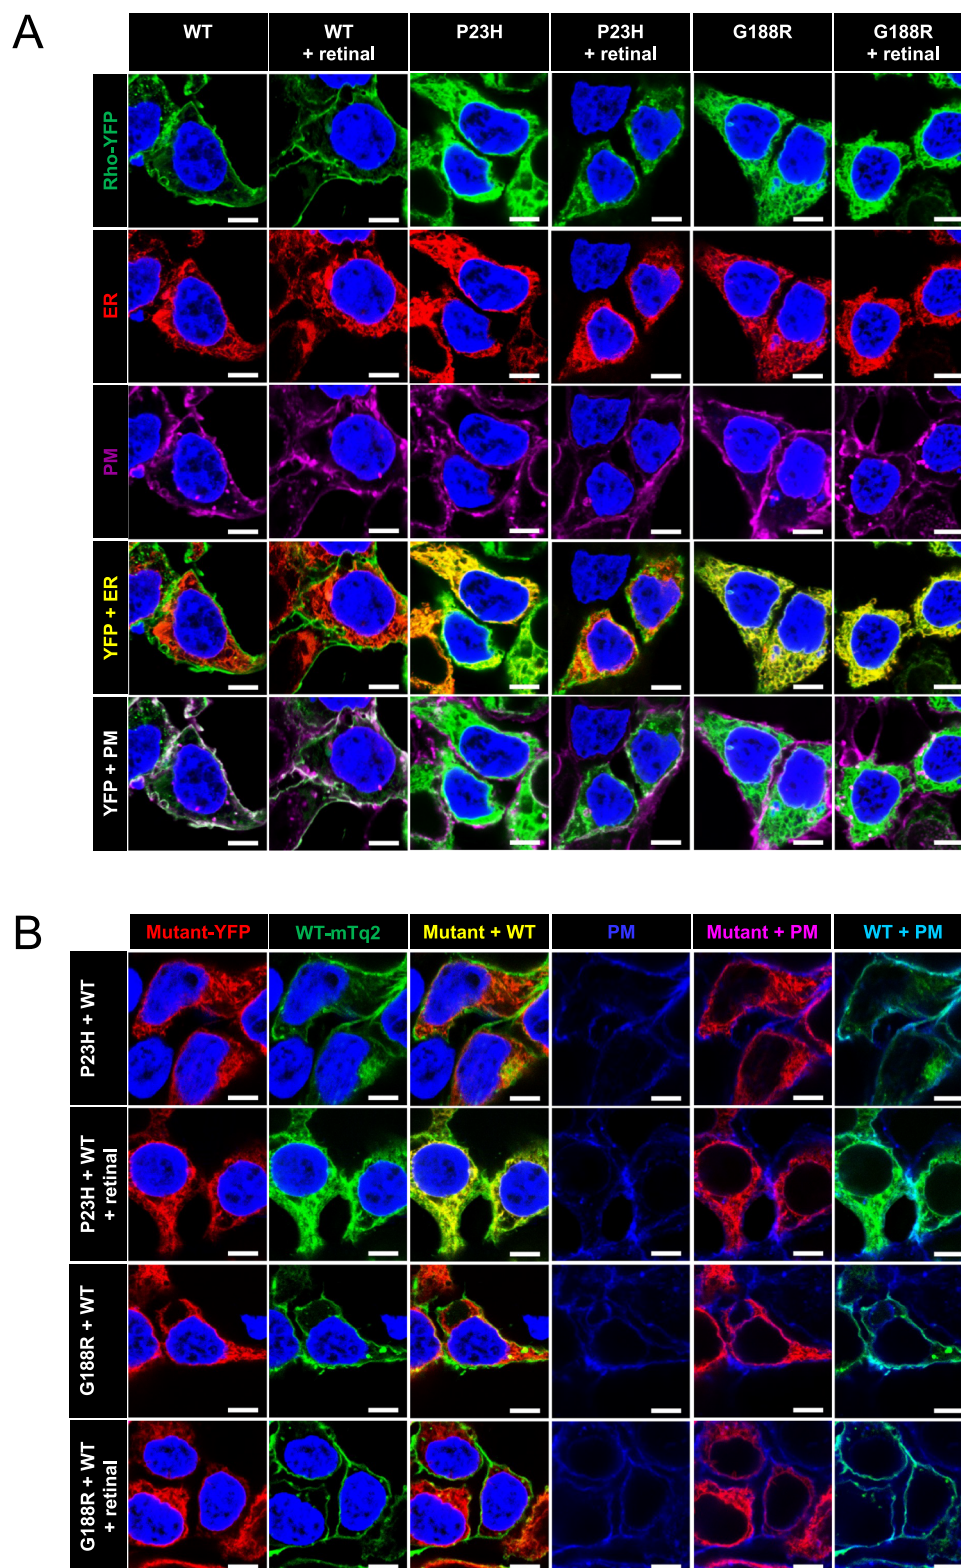 A
WT
WT
+ retinal
P23H
P23H
+ retinal
G188R
G188R
+ retinal
Rho-YFP
ER
PM
YFP + ER
YFP + PM
B
Mutant-YFP
WT-mTq2
Mutant + WT
PM
Mutant + PM
WT + PM
P23H + WT
P23H + WT
+ retinal
G188R + WT
G188R + WT
+ retinal